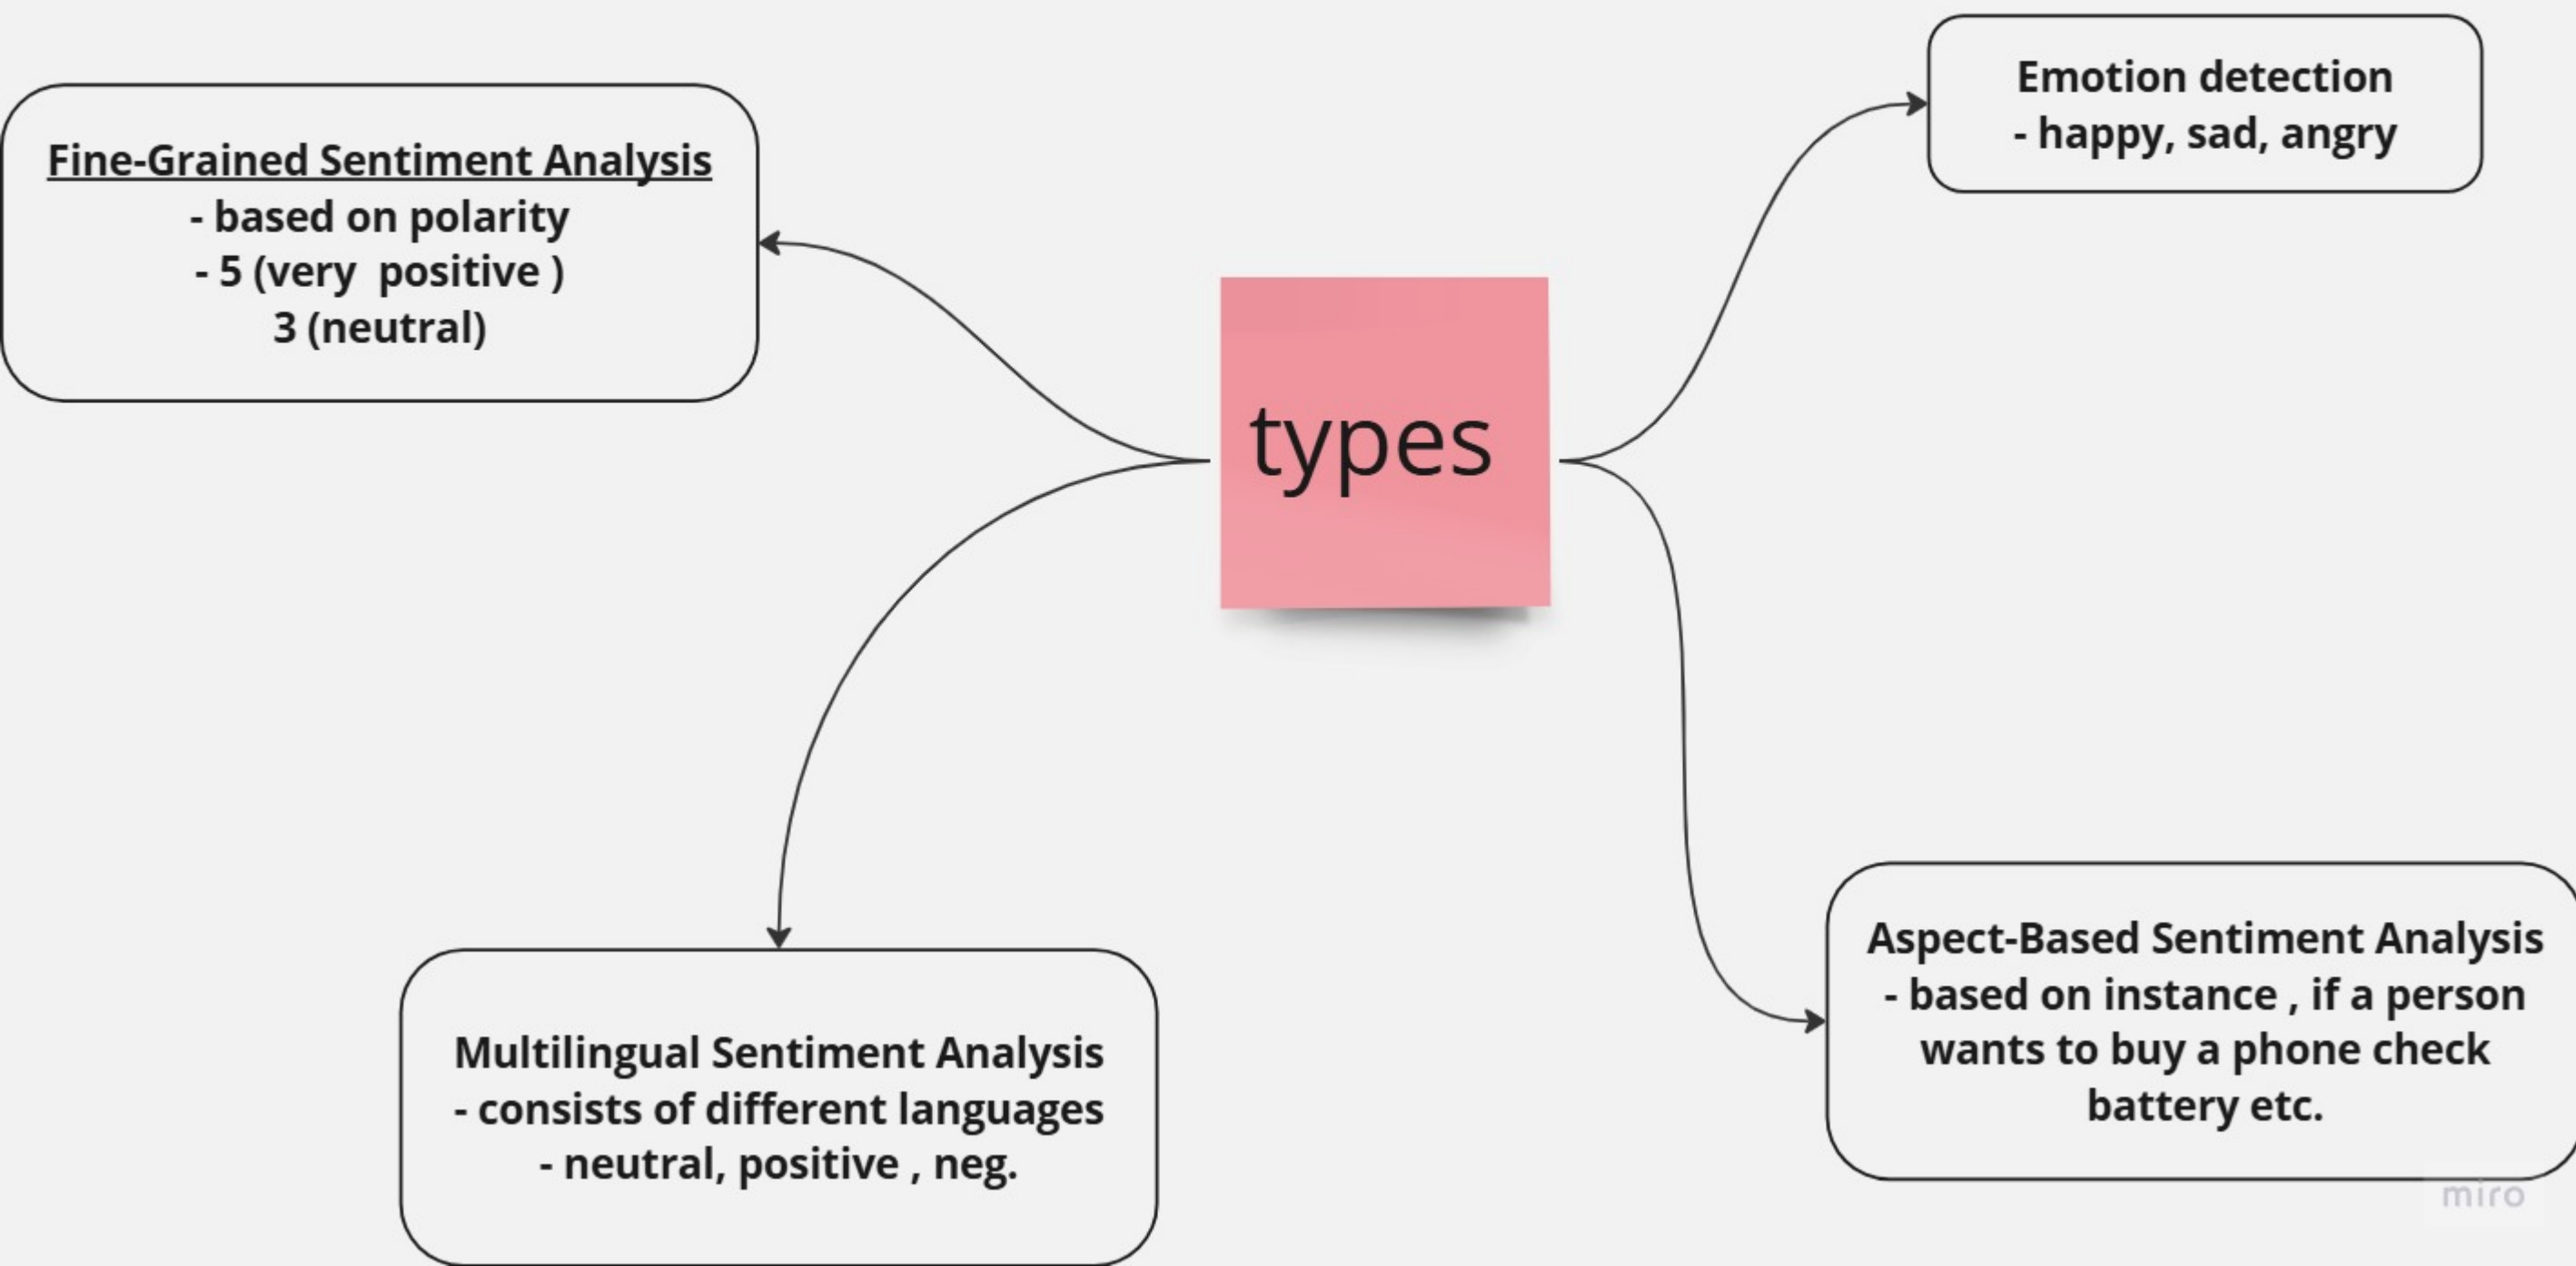 Fine-Grained Sentiment Analysis
- based on polarity
- 5 (very  positive )
3 (neutral)
types
Emotion detection
- happy, sad, angry
Multilingual Sentiment Analysis
- consists of different languages
- neutral, positive , neg.
Aspect-Based Sentiment Analysis
- based on instance , if a person
wants to buy a phone check
battery etc.
miro